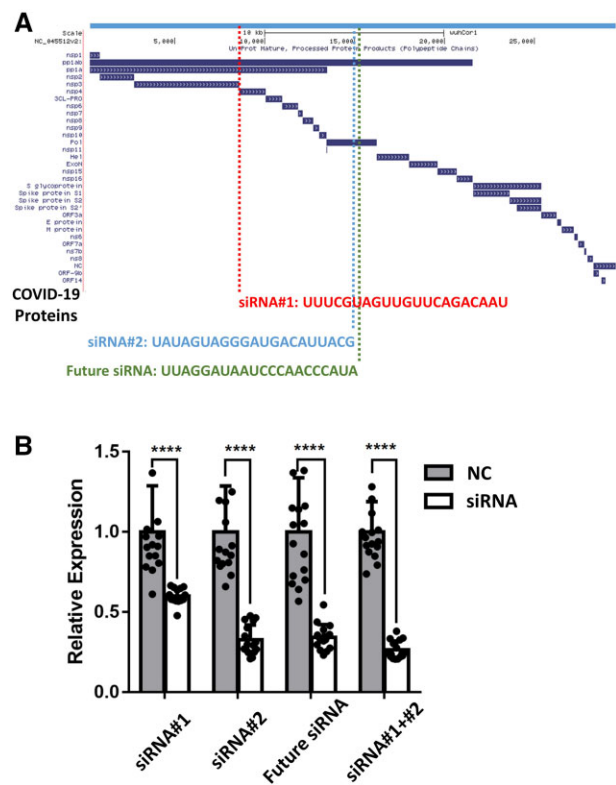 A
Scale
10 kb
wuhCor1
NC_045512v2:
5,000
10,000
15,000
20,000
25,000
UniProt Mature, Processed Protein Products (Polypeptide Chains)
nsp1
pp1ab
pp1a
nsp2
nsp3
nsp4
3CL-PRO
nsp6
nsp7
nsp8
nsp9
nsp10
Pol
nsp11
Hel
ExoN
nsp15
nsp16
S glycoprotein
Spike protein S1
Spike protein S2
Spike protein S2'
ORF3a
E protein
M protein
ns6
ORF7a
ns7b
ns8
NC
ORF-9b
ORF14
COVID-19
Proteins
siRNA#1: UUUCGUAGUUGUUCAGACAAU
siRNA#2: UAUAGUAGGGAUGACAUUACG
Future siRNA: UUAGGAUAAUCCCAACCCAUA
B
Relative Expression
1.5
1.0
0.5
0.0
****
****
****
****
NC
siRNA
siRNA#1
siRNA#2
Future siRNA
siRNA#1+#2